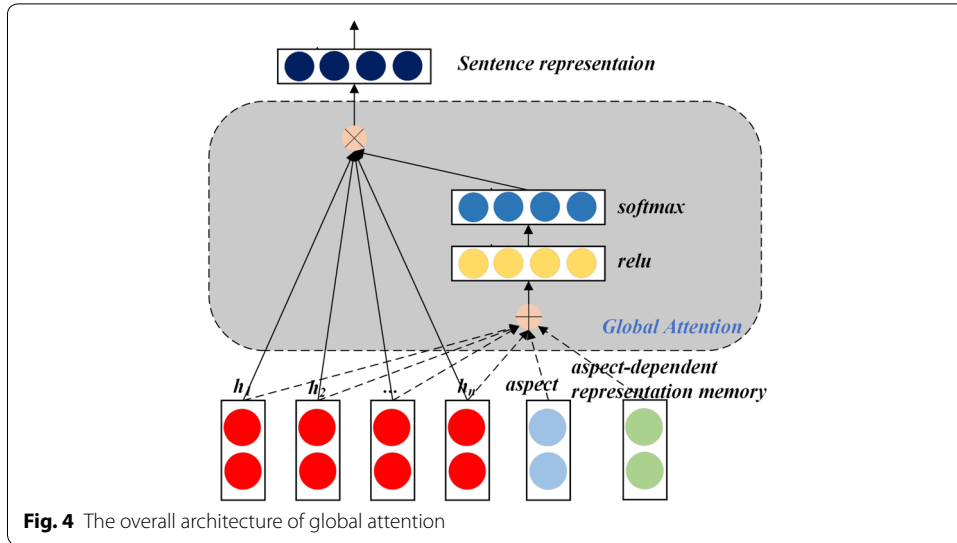 Sentence representaion
softmax
relu
Global Attention
aspect-dependent
h1 h2 ... hn aspect representation memory
Fig. 4 The overall architecture of global attention